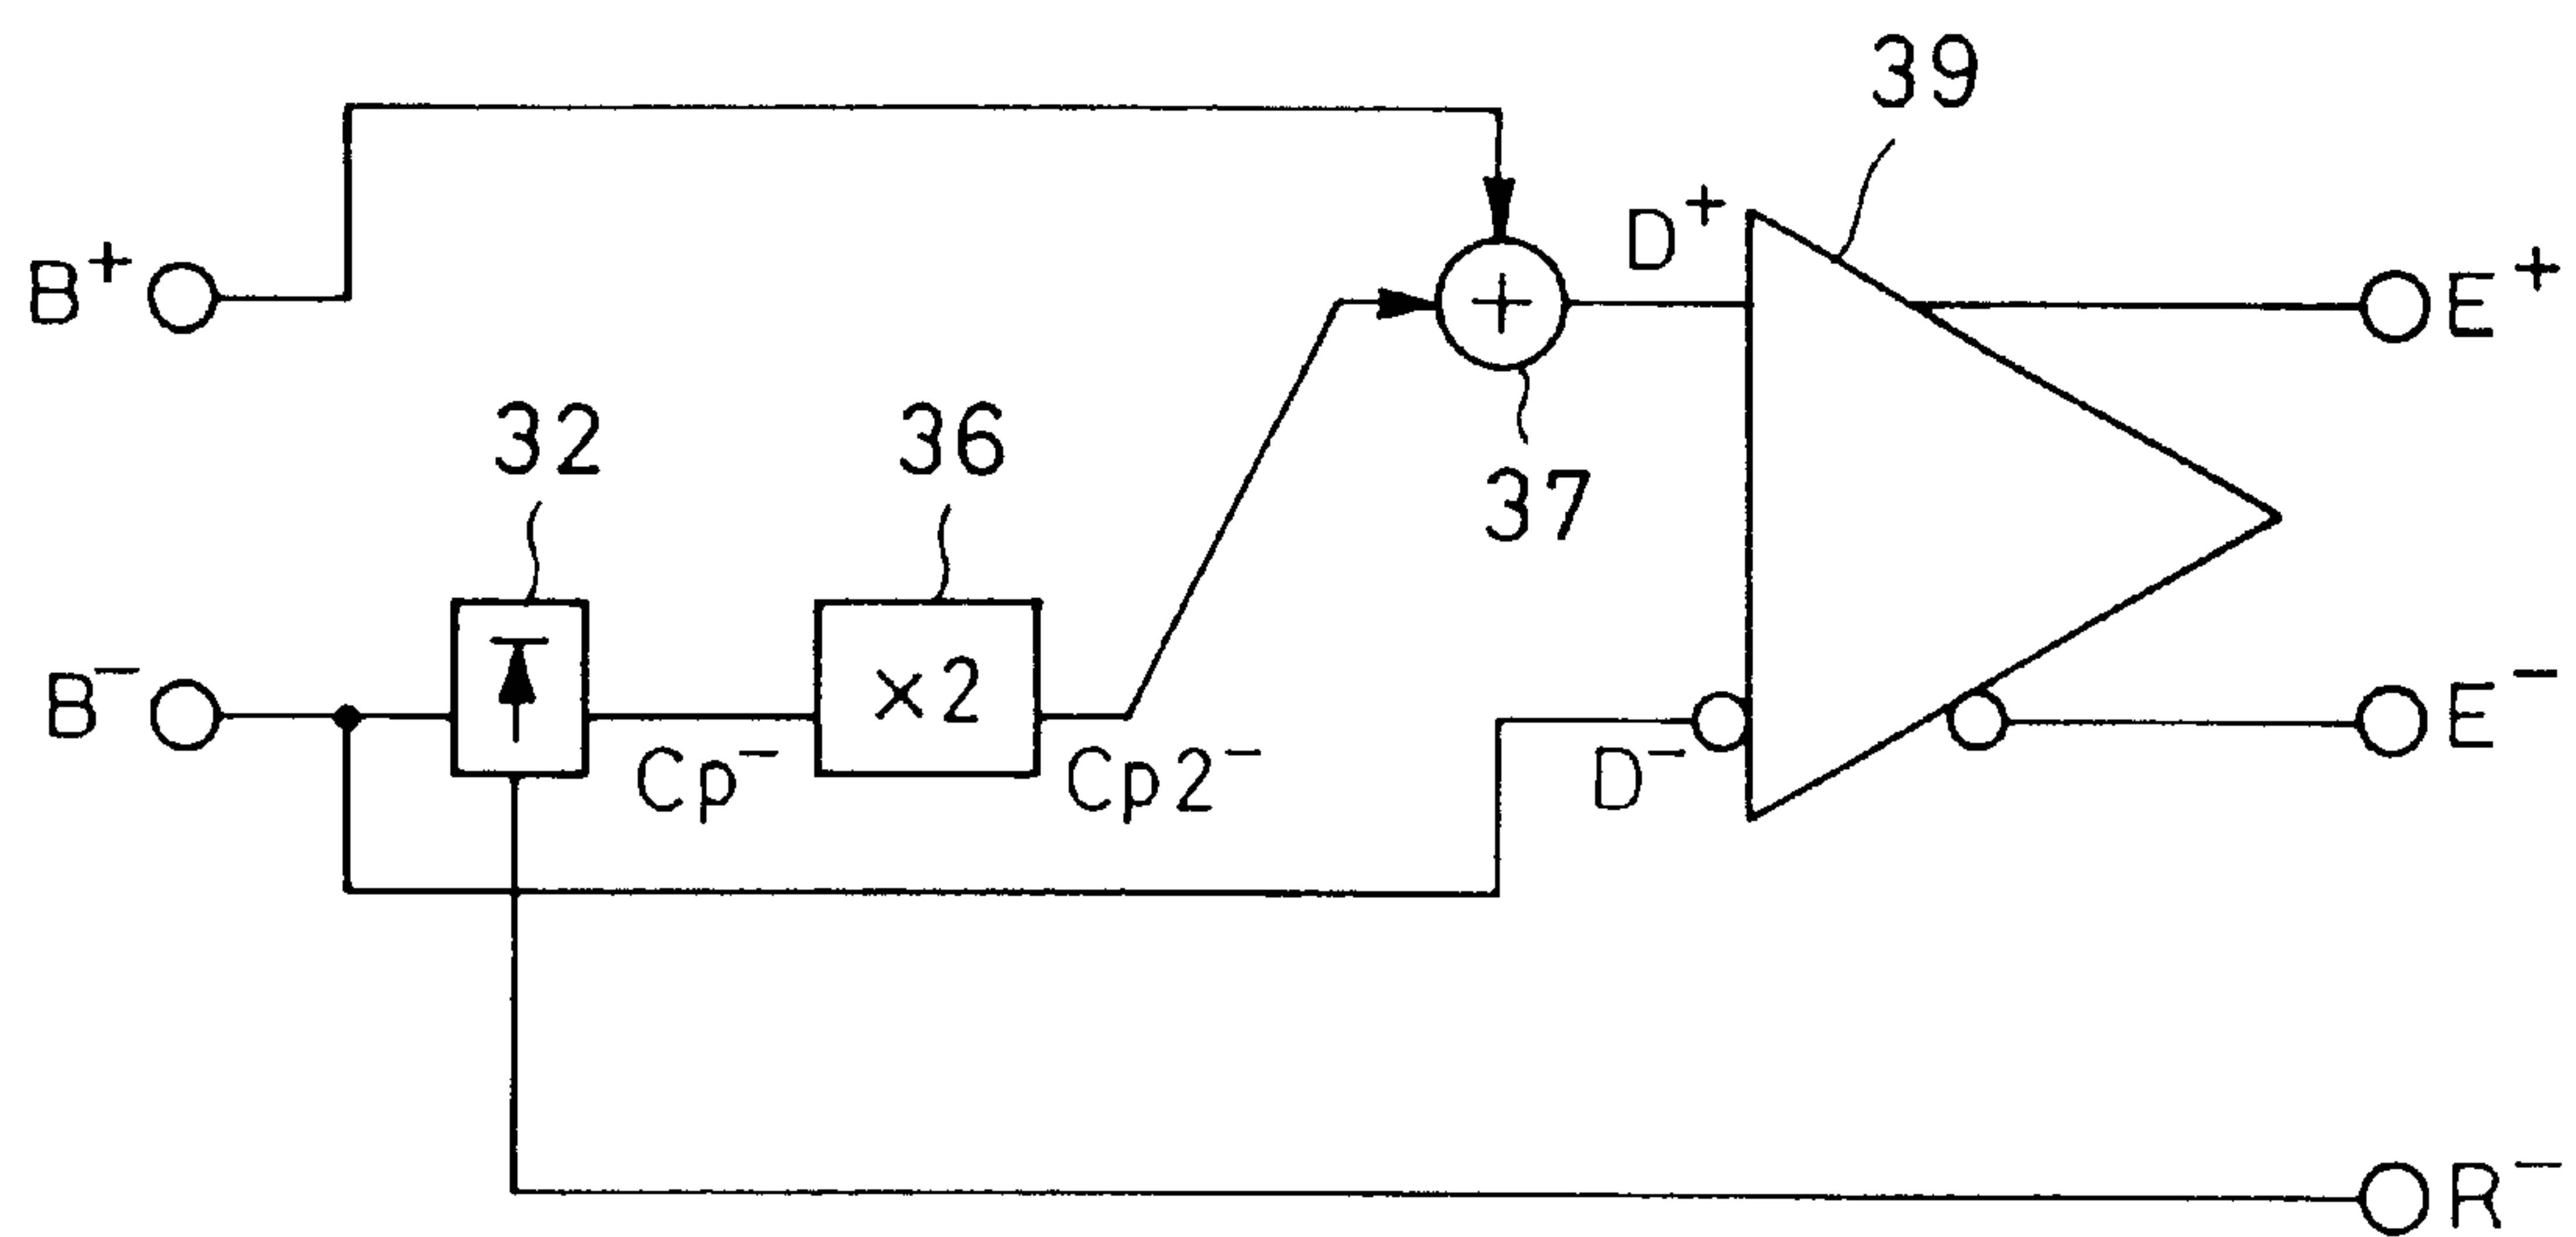 39
B⁺
D⁺
+
E⁺
32
36
37
B⁻
×2
Cp⁻
Cp2⁻
D⁻
E⁻
R⁻